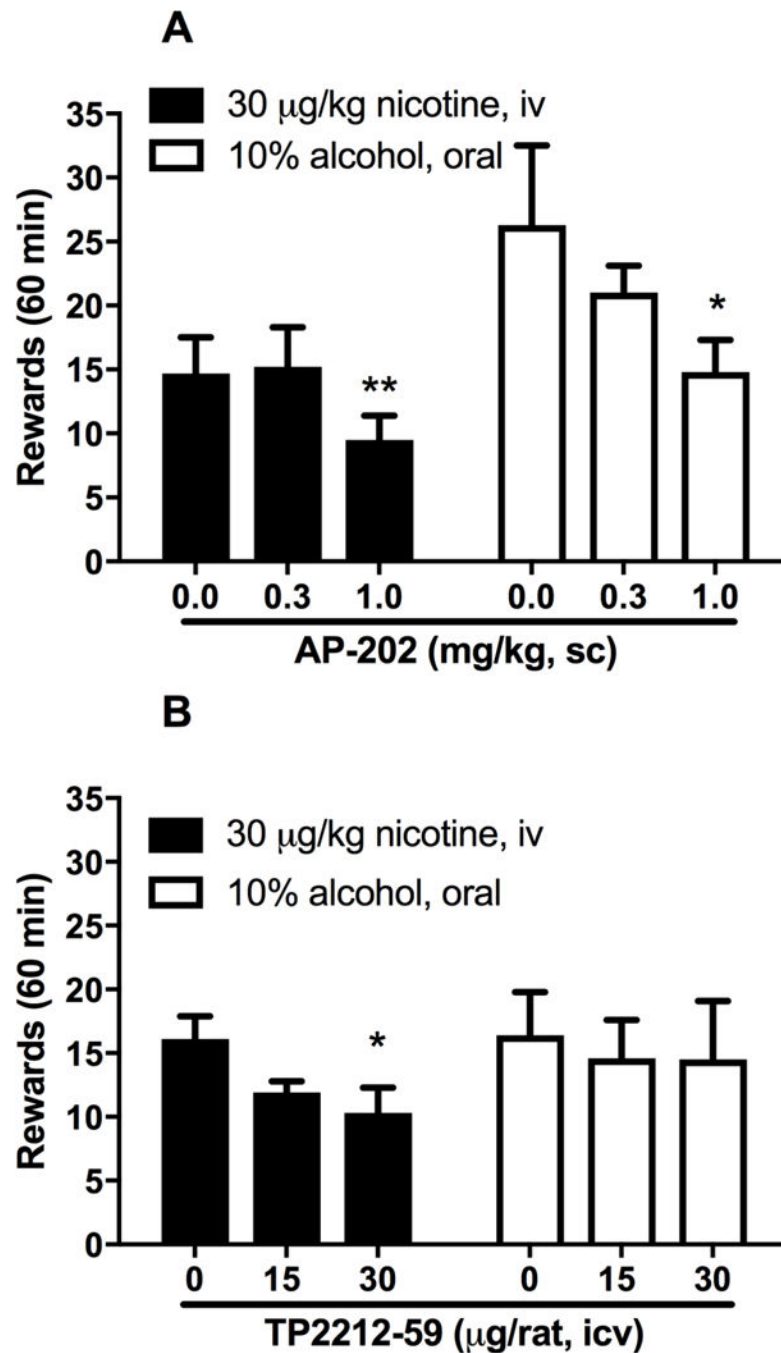 A
30 μg/kg nicotine, iv
10% alcohol, oral
Rewards (60 min)
35
30
25
20
15
10
5
0
**
*
0.0 0.3 1.0 0.0 0.3 1.0
AP-202 (mg/kg, sc)
B
30 μg/kg nicotine, iv
10% alcohol, oral
Rewards (60 min)
35
30
25
20
15
10
5
0
*
0 15 30 0 15 30
TP2212-59 (μg/rat, icv)